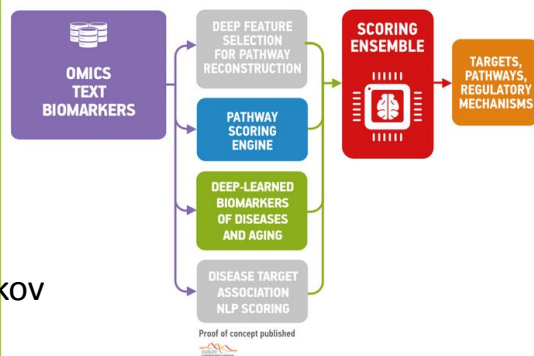 OMICS
TEXT
BIOMARKERS
DEEP FEATURE
SELECTION
FOR PATHWAY
RECONSTRUCTION
PATHWAY
SCORING
ENGINE
DEEP-LEARNED
BIOMARKERS
OF DISEASES
AND AGING
DISEASE TARGET
ASSOCIATION
NLP SCORING
SCORING
ENSEMBLE
TARGETS,
PATHWAYS,
REGULATORY
MECHANISMS
kov
Proof of concept published